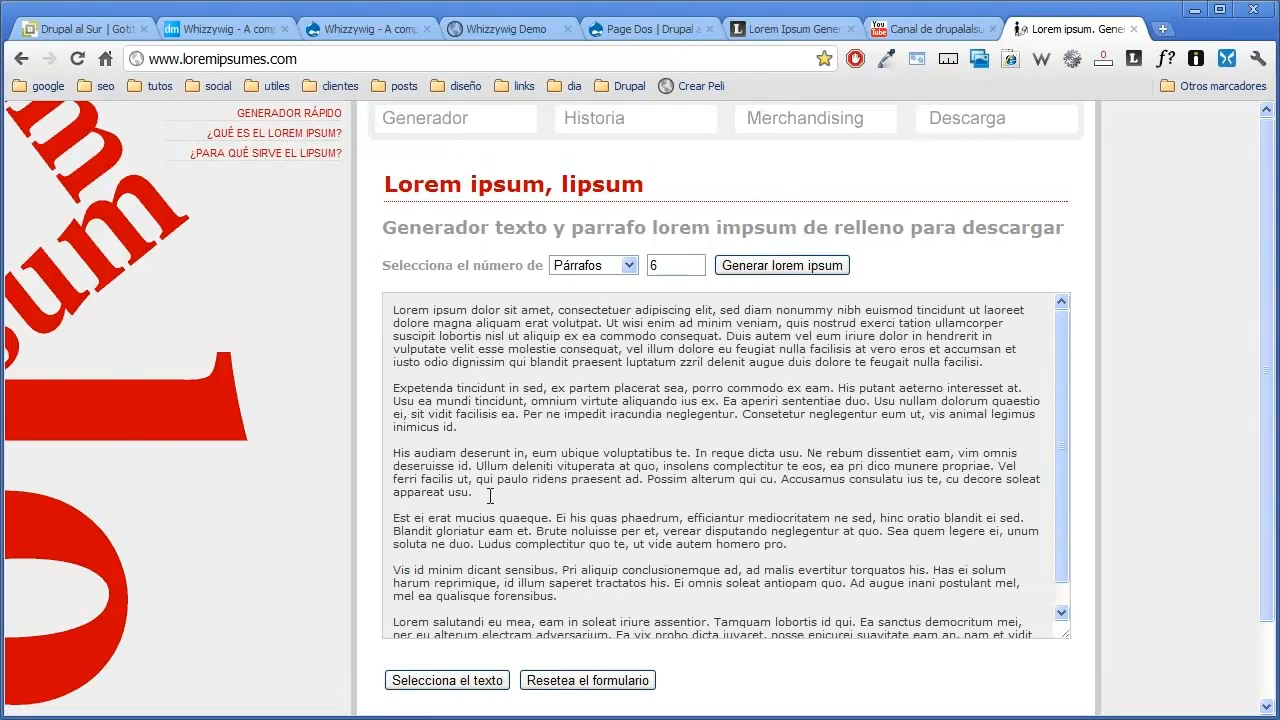 Drupal al Sur | Gotit
Whizzywig - A comp
Whizzywig - A comp
Whizzywig Demo
Page Dos | Drupal a
Lorem Ipsum Gener
Canal de drupalalsu
Lorem ipsum. Gene
www.loremipsumes.com
google
seo
tutos
social
utiles
clientes
posts
diseño
links
dia
Drupal
Crear Peli
Otros marcadores
GENERADOR RÁPIDO
¿QUÉ ES EL LOREM IPSUM?
¿PARA QUÉ SIRVE EL LIPSUM?
Generador
Historia
Merchandising
Descarga
Lorem ipsum, lipsum
Generador texto y parrafo lorem impsum de relleno para descargar
Selecciona el número de Párrafos 6 Generar lorem ipsum
Lorem ipsum dolor sit amet, consectetuer adipiscing elit, sed diam nonummy nibh euismod tincidunt ut laoreet
dolore magna aliquam erat volutpat. Ut wisi enim ad minim veniam, quis nostrud exerci tation ullamcorper
suscipit lobortis nisl ut aliquip ex ea commodo consequat. Duis autem vel eum iriure dolor in hendrerit in
vulputate velit esse molestie consequat, vel illum dolore eu feugiat nulla facilisis at vero eros et accumsan et
iusto odio dignissim qui blandit praesent luptatum zzril delenit augue duis dolore te feugait nulla facilisi.
Expetenda tincidunt in sed, ex partem placerat sea, porro commodo ex eam. His putant aeterno interesset at.
Usu ea mundi tincidunt, omnium virtute aliquando ius ex. Ea aperiri sententiae duo. Usu nullam dolorum quaestio
ei, sit vidit facilisis ea. Per ne impedit iracundia neglegentur. Consetetur neglegentur eum ut, vis animal legimus
inimicus id.
His audiam deserunt in, eum ubique voluptatibus te. In reque dicta usu. Ne rebum dissentiet eam, vim omnis
deseruisse id. Ullum deleniti vituperata at quo, insolens complectitur te eos, ea pri dico munere propriae. Vel
ferri facilis ut, qui paulo ridens praesent ad. Possim alterum qui cu. Accusamus consulatu ius te, cu decore soleat
appareat usu.
Est ei erat mucius quaeque. Ei his quas phaedrum, efficiantur mediocritatem ne sed, hinc oratio blandit ei sed.
Blandit gloriatur eam et. Brute noluisse per et, verear disputando neglegentur at quo. Sea quem legere ei, unum
soluta ne duo. Ludus complectitur quo te, ut vide autem homero pro.
Vis id minim dicant sensibus. Pri aliquip conclusionemque ad, ad malis evertitur torquatos his. Has ei solum
harum reprimique, id illum saperet tractatos his. Ei omnis soleat antiopam quo. Ad augue inani postulant mel,
mel ea qualisque forensibus.
Lorem salutandi eu mea, eam in soleat iriure assentior. Tamquam lobortis id qui. Ea sanctus democritum mei,
per eu alterum electram adversarium. Ea vix probo dicta iuvaret, posse epicurei suavitate eam an, nam et vidit
Selecciona el texto
Resetea el formulario